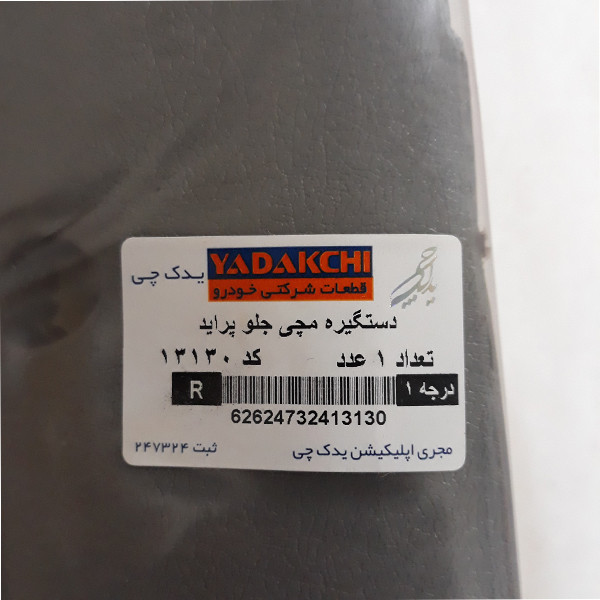 یدک چی YADAKCHI
قطعات شرکتی خودرو
دستگیره مچی جلو پراید
تعداد ۱ عدد کد ۱۳۱۳۰
درجه ۱ R
62624732413130
مجری اپلیکیشن یدک چی ثبت ۲۴۷۳۲۴